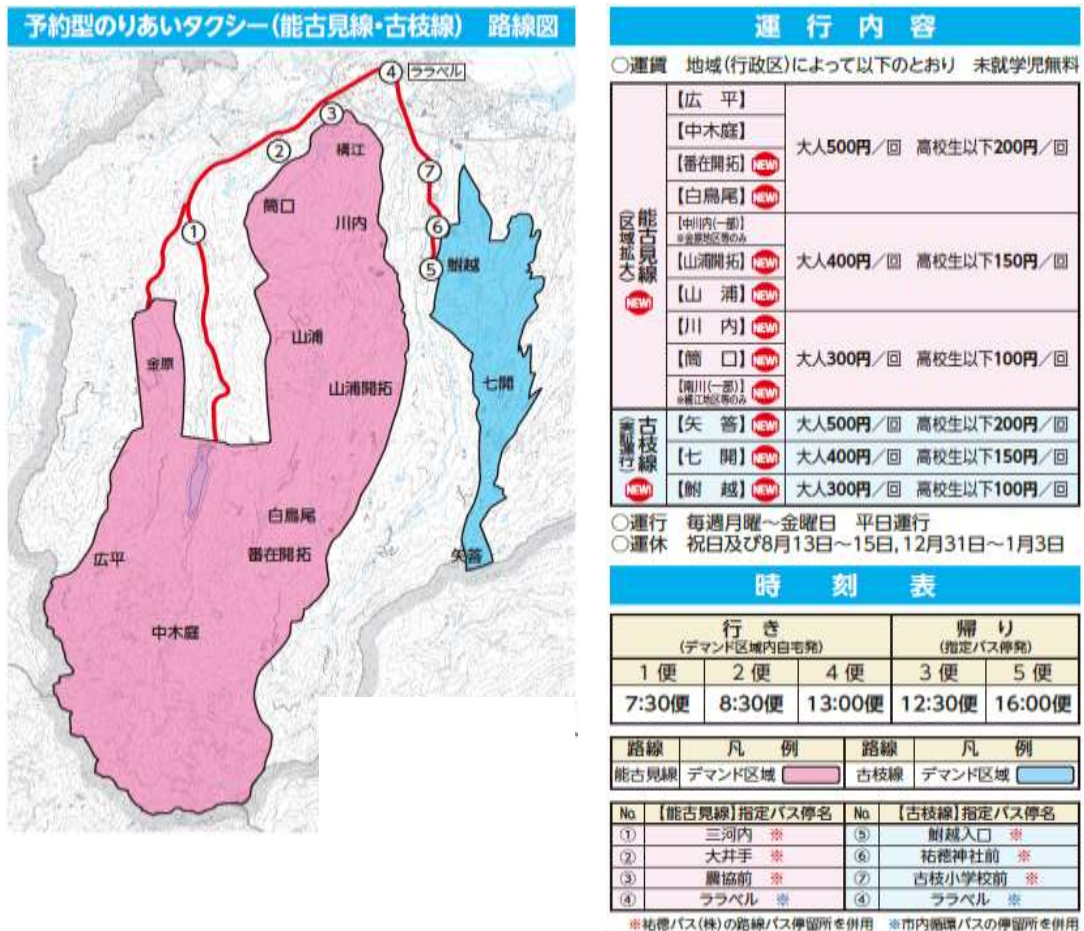 予約型のりあいタクシー(能古見線・古枝線) 路線図
④ ララベル
③
横江
②
⑦
筒口
川内
⑥
①
⑤
鮒越
山浦
金原
七開
山浦開拓
白鳥尾
広平
番在開拓
矢答
中木庭
運行内容
○運賃 地域(行政区)によって以下のとおり 未就学児無料
能古見線
(区域拡大)
NEW!
【広 平】
【中木庭】
【番在開拓】 NEW!
【白鳥尾】 NEW!
大人500円/回 高校生以下200円/回
【中川内(一部)】
※金原地区等のみ
【山浦開拓】 NEW!
【山 浦】 NEW!
大人400円/回 高校生以下150円/回
【川 内】 NEW!
【筒 口】 NEW!
【南川(一部)】 NEW!
※横江地区等のみ
大人300円/回 高校生以下100円/回
古枝線
(実証運行)
NEW!
【矢 答】 NEW! 大人500円/回 高校生以下200円/回
【七 開】 NEW! 大人400円/回 高校生以下150円/回
【鮒 越】 NEW! 大人300円/回 高校生以下100円/回
○運行 毎週月曜~金曜日 平日運行
○運休 祝日及び8月13日~15日,12月31日~1月3日
時刻表
行き 帰り
(デマンド区域内自宅発) (指定バス停発)
1便 2便 4便 3便 5便
7:30便 8:30便 13:00便 12:30便 16:00便
路線 凡例 路線 凡例
能古見線 デマンド区域 古枝線 デマンド区域
No. 【能古見線】指定バス停名 No. 【古枝線】指定バス停名
① 三河内 ※ ⑤ 鮒越入口 ※
② 大井手 ※ ⑥ 祐徳神社前 ※
③ 農協前 ※ ⑦ 古枝小学校前 ※
④ ララベル ※ ④ ララベル ※
※祐徳バス(株)の路線バス停留所を併用 ※市内循環バスの停留所を併用